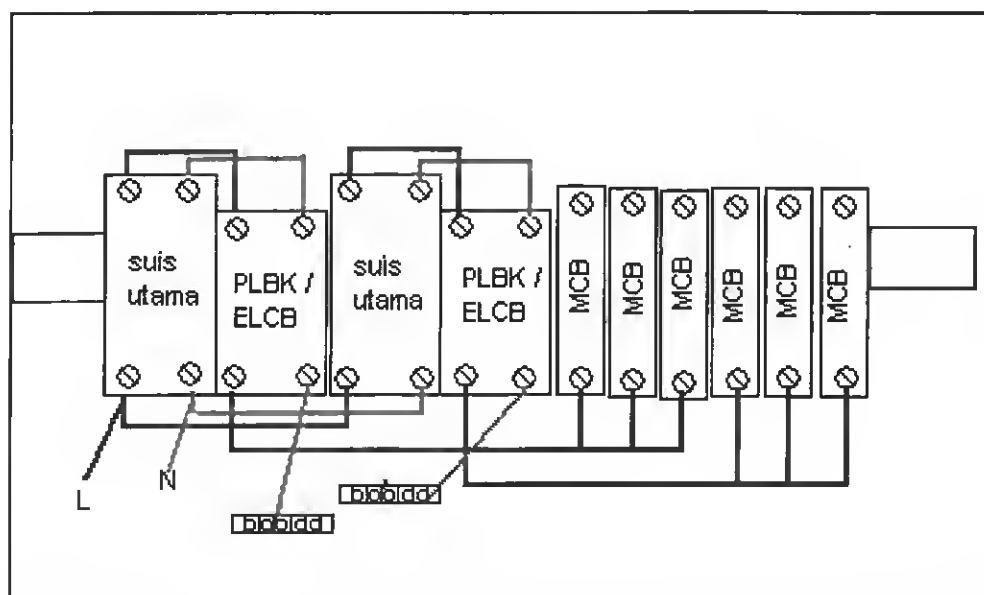 suis
utama
PLBK /
ELCB
suis
utama
PLBK /
ELCB
MCB
MCB
MCB
MCB
MCB
MCB
L
N